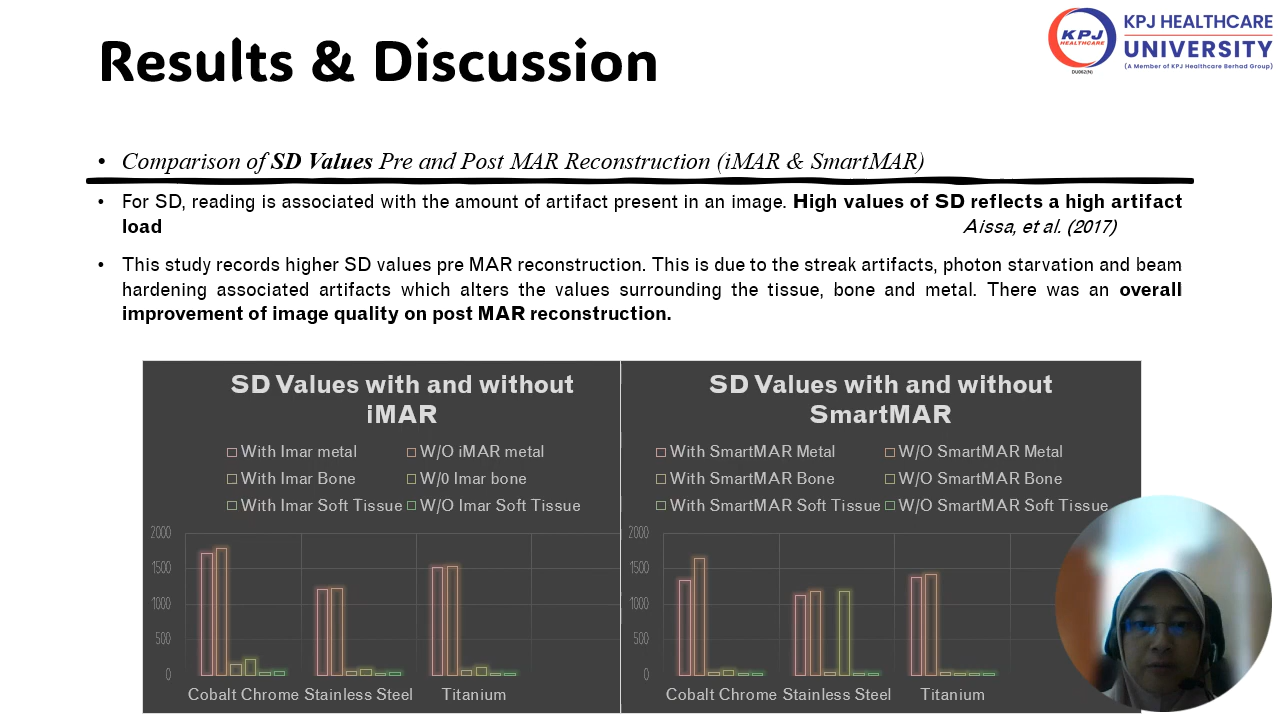 Results & Discussion
KPJ
HEALTHCARE
DU062(N)
KPJ HEALTHCARE
UNIVERSITY
(A Member of KPJ Healthcare Berhad Group)
• Comparison of SD Values Pre and Post MAR Reconstruction (iMAR & SmartMAR)
• For SD, reading is associated with the amount of artifact present in an image. High values of SD reflects a high artifact
load Aissa, et al. (2017)
• This study records higher SD values pre MAR reconstruction. This is due to the streak artifacts, photon starvation and beam
hardening associated artifacts which alters the values surrounding the tissue, bone and metal. There was an overall
improvement of image quality on post MAR reconstruction.
SD Values with and without
iMAR
With Imar metal W/O iMAR metal
With Imar Bone W/0 Imar bone
With Imar Soft Tissue W/O Imar Soft Tissue
2000
1500
1000
500
0
Cobalt Chrome Stainless Steel Titanium
SD Values with and without
SmartMAR
With SmartMAR Metal W/O SmartMAR Metal
With SmartMAR Bone W/O SmartMAR Bone
With SmartMAR Soft Tissue W/O SmartMAR Soft Tissue
2000
1500
1000
500
0
Cobalt Chrome Stainless Steel Titanium